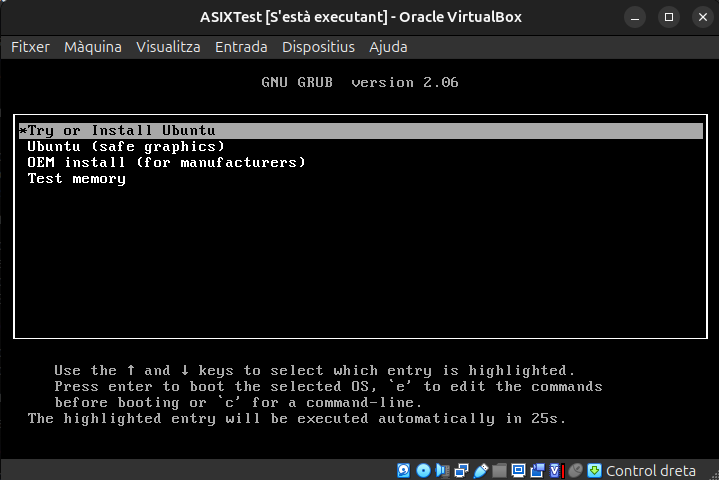 ASIXTest [S'està executant] - Oracle VirtualBox
Fitxer Màquina Visualitza Entrada Dispositius Ajuda
GNU GRUB version 2.06
*Try or Install Ubuntu
Ubuntu (safe graphics)
OEM install (for manufacturers)
Test memory
Use the ↑ and ↓ keys to select which entry is highlighted.
Press enter to boot the selected OS, `e' to edit the commands
before booting or `c' for a command-line.
The highlighted entry will be executed automatically in 25s.
Control dreta